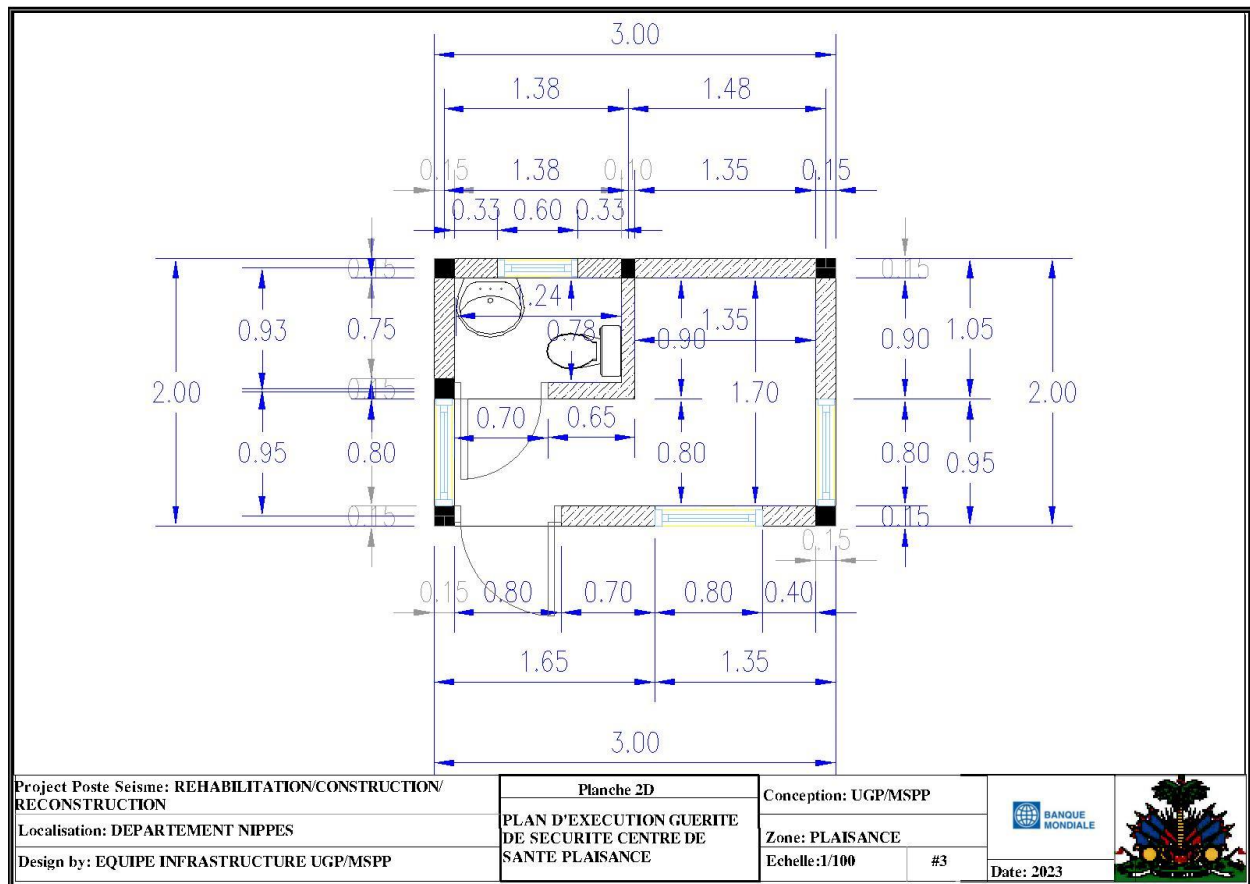 3.00
1.38 1.48
0.15 1.38 0.10 1.35 0.15
0.33 0.60 0.33
0.15 0.15
0.93 0.75 .24 0.78 0.90 1.35 0.90 1.05
2.00 0.15 1.70 2.00
0.70 0.65
0.95 0.80 0.80 0.80 0.95
0.15 0.15
0.15
0.15 0.80 0.70 0.80 0.40
1.65 1.35
3.00
Project Poste Seisme: REHABILITATION/CONSTRUCTION/
RECONSTRUCTION
Localisation: DEPARTEMENT NIPPES
Design by: EQUIPE INFRASTRUCTURE UGP/MSPP
Planche 2D
PLAN D'EXECUTION GUERITE
DE SECURITE CENTRE DE
SANTE PLAISANCE
Conception: UGP/MSPP
Zone: PLAISANCE
Echelle:1/100 #3
BANQUE
MONDIALE
Date: 2023